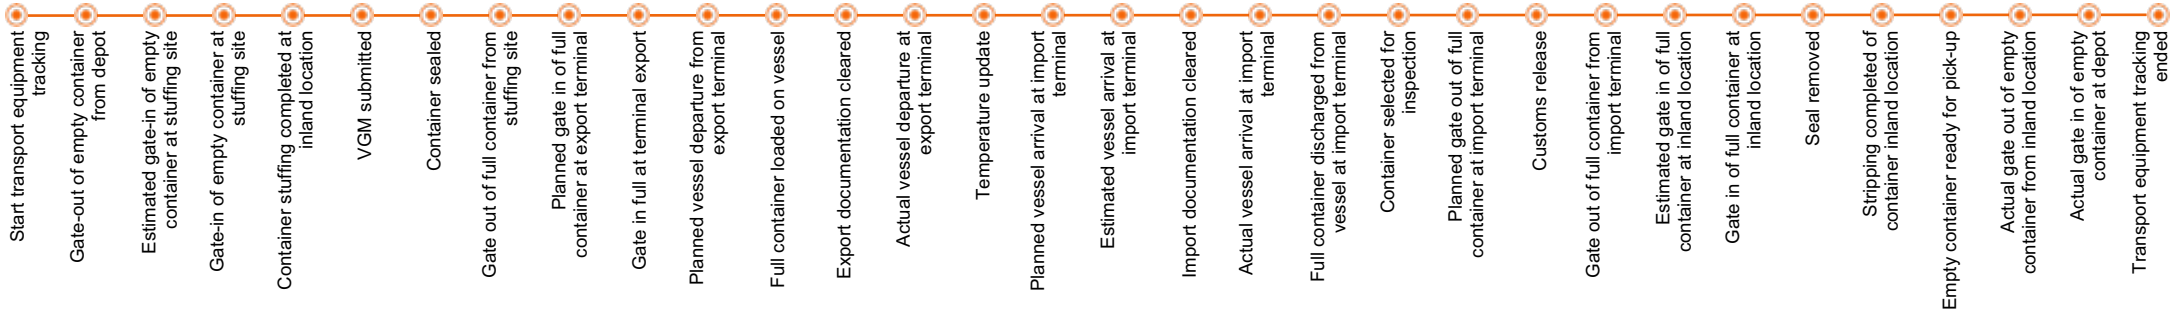 Start transport equipment
tracking
Gate-out of empty container
from depot
Estimated gate-in of empty
container at stuffing site
Gate-in of empty container at
stuffing site
Container stuffing completed at
inland location
VGM submitted
Container sealed
Gate out of full container from
stuffing site
Planned gate in of full
container at export terminal
Gate in full at terminal export
Planned vessel departure from
export terminal
Full container loaded on vessel
Export documentation cleared
Actual vessel departure at
export terminal
Temperature update
Planned vessel arrival at import
terminal
Estimated vessel arrival at
import terminal
Import documentation cleared
Actual vessel arrival at import
terminal
Full container discharged from
vessel at import terminal
Container selected for
inspection
Planned gate out of full
container at import terminal
Customs release
Gate out of full container from
import terminal
Estimated gate in of full
container at inland location
Gate in of full container at
inland location
Seal removed
Stripping completed of
container inland location
Empty container ready for pick-up
Actual gate out of empty
container from inland location
Actual gate in of empty
container at depot
Transport equipment tracking
ended